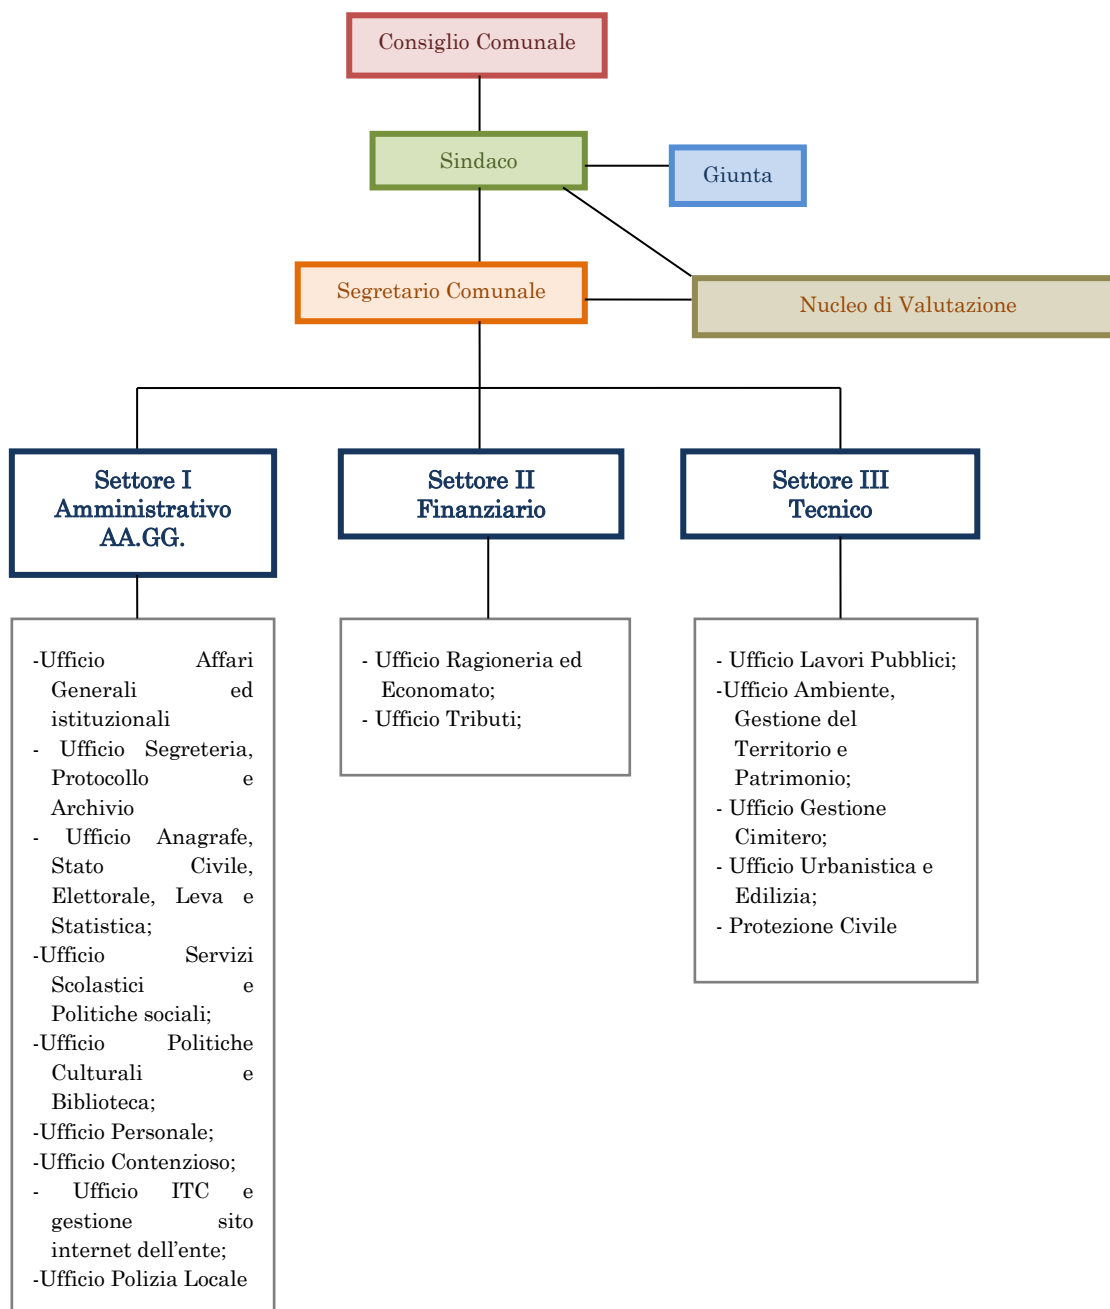 Consiglio Comunale
Sindaco
Giunta
Segretario Comunale
Nucleo di Valutazione
Settore I
Amministrativo
AA.GG.
Settore II
Finanziario
Settore III
Tecnico
-Ufficio Affari
Generali ed
istituzionali
- Ufficio Segreteria,
Protocollo e
Archivio
- Ufficio Anagrafe,
Stato Civile,
Elettorale, Leva e
Statistica;
-Ufficio Servizi
Scolastici e
Politiche sociali;
-Ufficio Politiche
Culturali e
Biblioteca;
-Ufficio Personale;
-Ufficio Contenzioso;
- Ufficio ITC e
gestione sito
internet dell'ente;
-Ufficio Polizia Locale
- Ufficio Ragioneria ed
Economato;
- Ufficio Tributi;
- Ufficio Lavori Pubblici;
-Ufficio Ambiente,
Gestione del
Territorio e
Patrimonio;
- Ufficio Gestione
Cimitero;
- Ufficio Urbanistica e
Edilizia;
- Protezione Civile